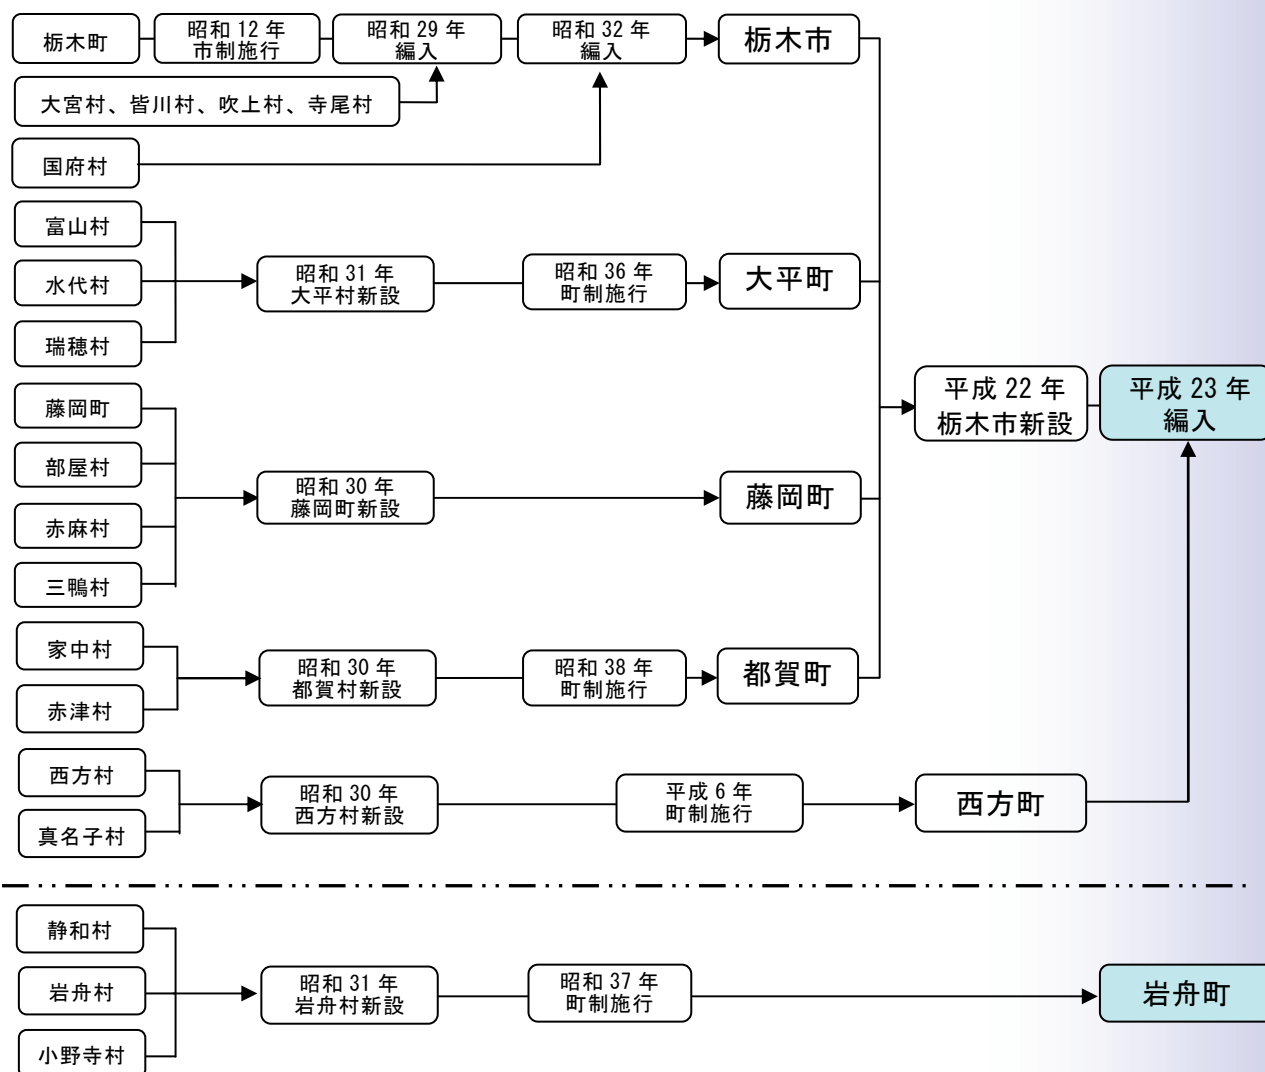 栃木町
昭和 12 年
市制施行
昭和 29 年
編入
昭和 32 年
編入
栃木市
大宮村、皆川村、吹上村、寺尾村
国府村
富山村
水代村
瑞穂村
昭和 31 年
大平村新設
昭和 36 年
町制施行
大平町
藤岡町
部屋村
赤麻村
三鴨村
昭和 30 年
藤岡町新設
藤岡町
平成 22 年
栃木市新設
平成 23 年
編入
家中村
赤津村
昭和 30 年
都賀村新設
昭和 38 年
町制施行
都賀町
西方村
真名子村
昭和 30 年
西方村新設
平成 6 年
町制施行
西方町
静和村
岩舟村
小野寺村
昭和 31 年
岩舟村新設
昭和 37 年
町制施行
岩舟町